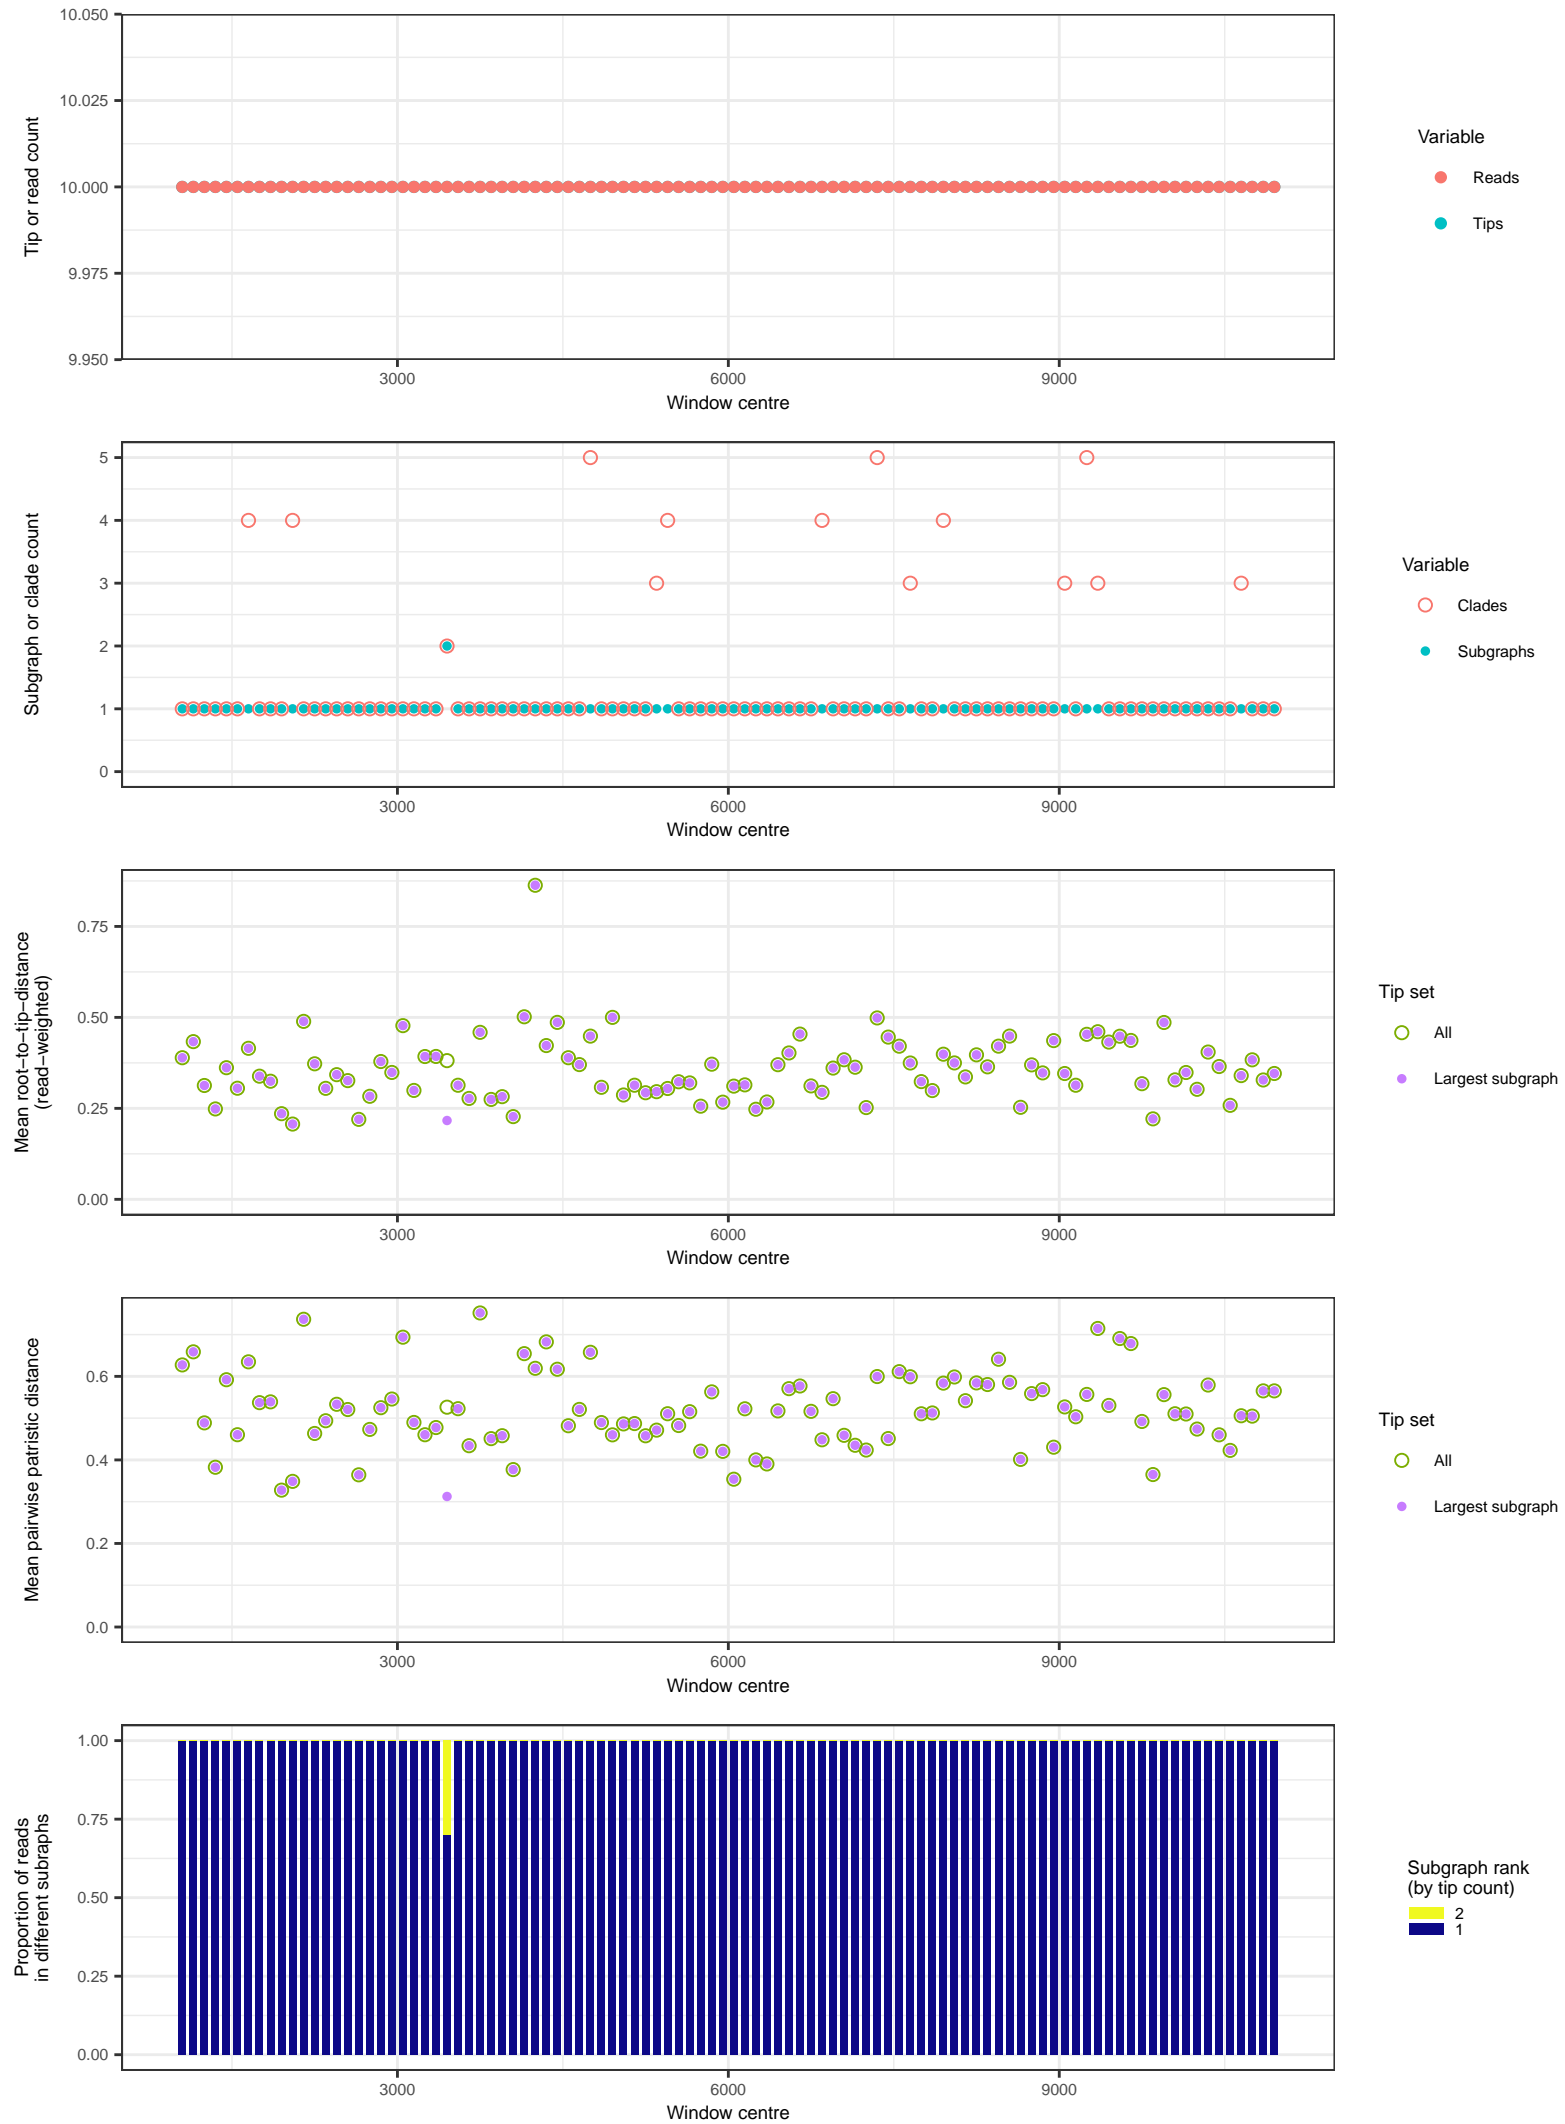 10.050
10.025
10.000
9.975
9.950
Tip or read count
3000 6000 9000
Window centre
Variable
Reads
Tips
5
4
3
2
1
0
Subgraph or clade count
3000 6000 9000
Window centre
Variable
Clades
Subgraphs
0.75
0.50
0.25
0.00
Mean root−to−tip−distance
(read−weighted)
3000 6000 9000
Window centre
Tip set
All
Largest subgraph
0.6
0.4
0.2
0.0
Mean pairwise patristic distance
3000 6000 9000
Window centre
Tip set
All
Largest subgraph
1.00
0.75
0.50
0.25
0.00
Proportion of reads
in different subraphs
3000 6000 9000
Window centre
Subgraph rank
(by tip count)
2
1